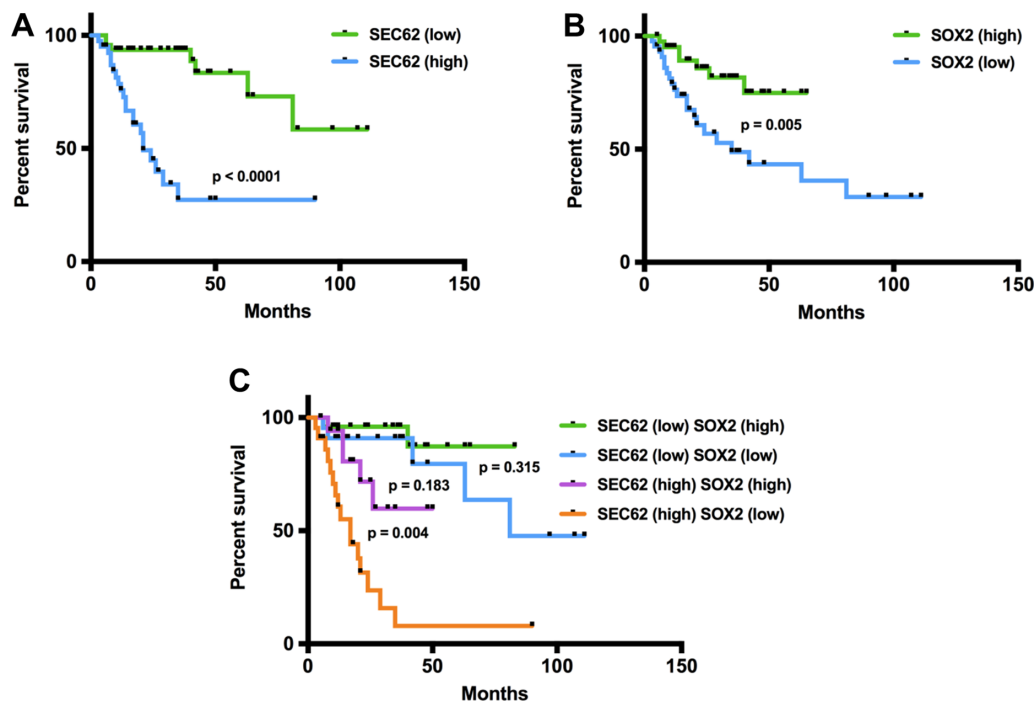 A
SEC62 (low)
SEC62 (high)
100
50
0
p < 0.0001
0 50 100 150
Months
Percent survival
B
SOX2 (high)
SOX2 (low)
100
50
0
p = 0.005
0 50 100 150
Months
Percent survival
C
SEC62 (low) SOX2 (high)
SEC62 (low) SOX2 (low)
SEC62 (high) SOX2 (high)
SEC62 (high) SOX2 (low)
100
50
0
p = 0.315
p = 0.183
p = 0.004
0 50 100 150
Months
Percent survival